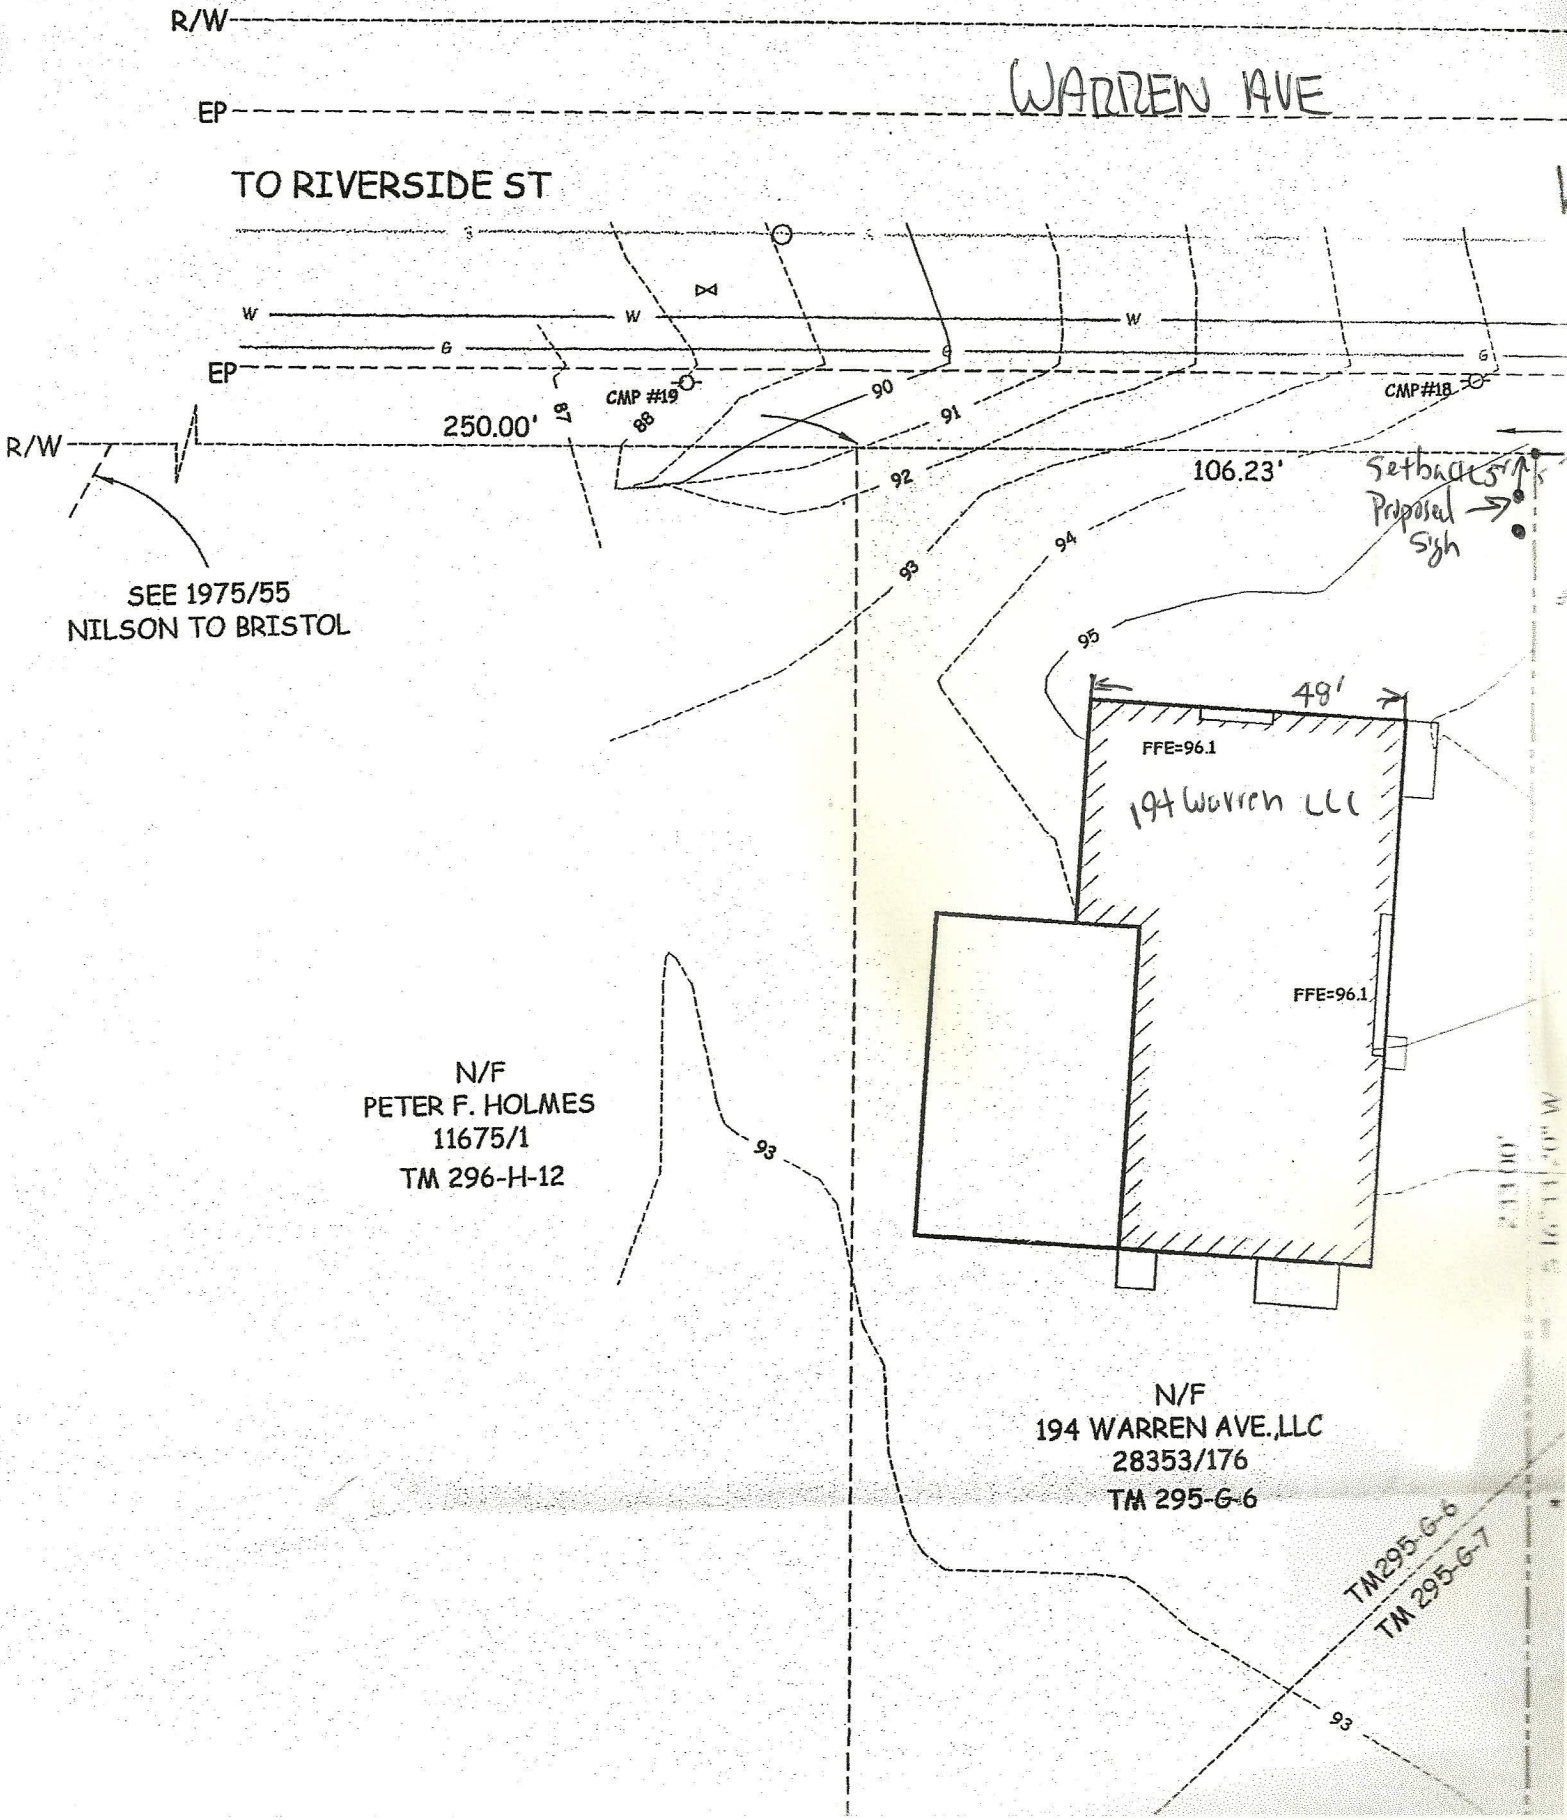 R/W
WARREN AVE
EP
TO RIVERSIDE ST
S S
W W W
G G G
EP
CMP #19
CMP#18
90
87
88
91
250.00'
R/W
92
106.23'
Setback 5'
Proposed
Sign
94
93
SEE 1975/55
NILSON TO BRISTOL
95
48'
FFE=96.1
194 Warren LLC
FFE=96.1
N/F
PETER F. HOLMES
11675/1
TM 296-H-12
93
N/F
194 WARREN AVE.,LLC
28353/176
TM 295-G-6
TM295-G-6
TM 295-G-7
93